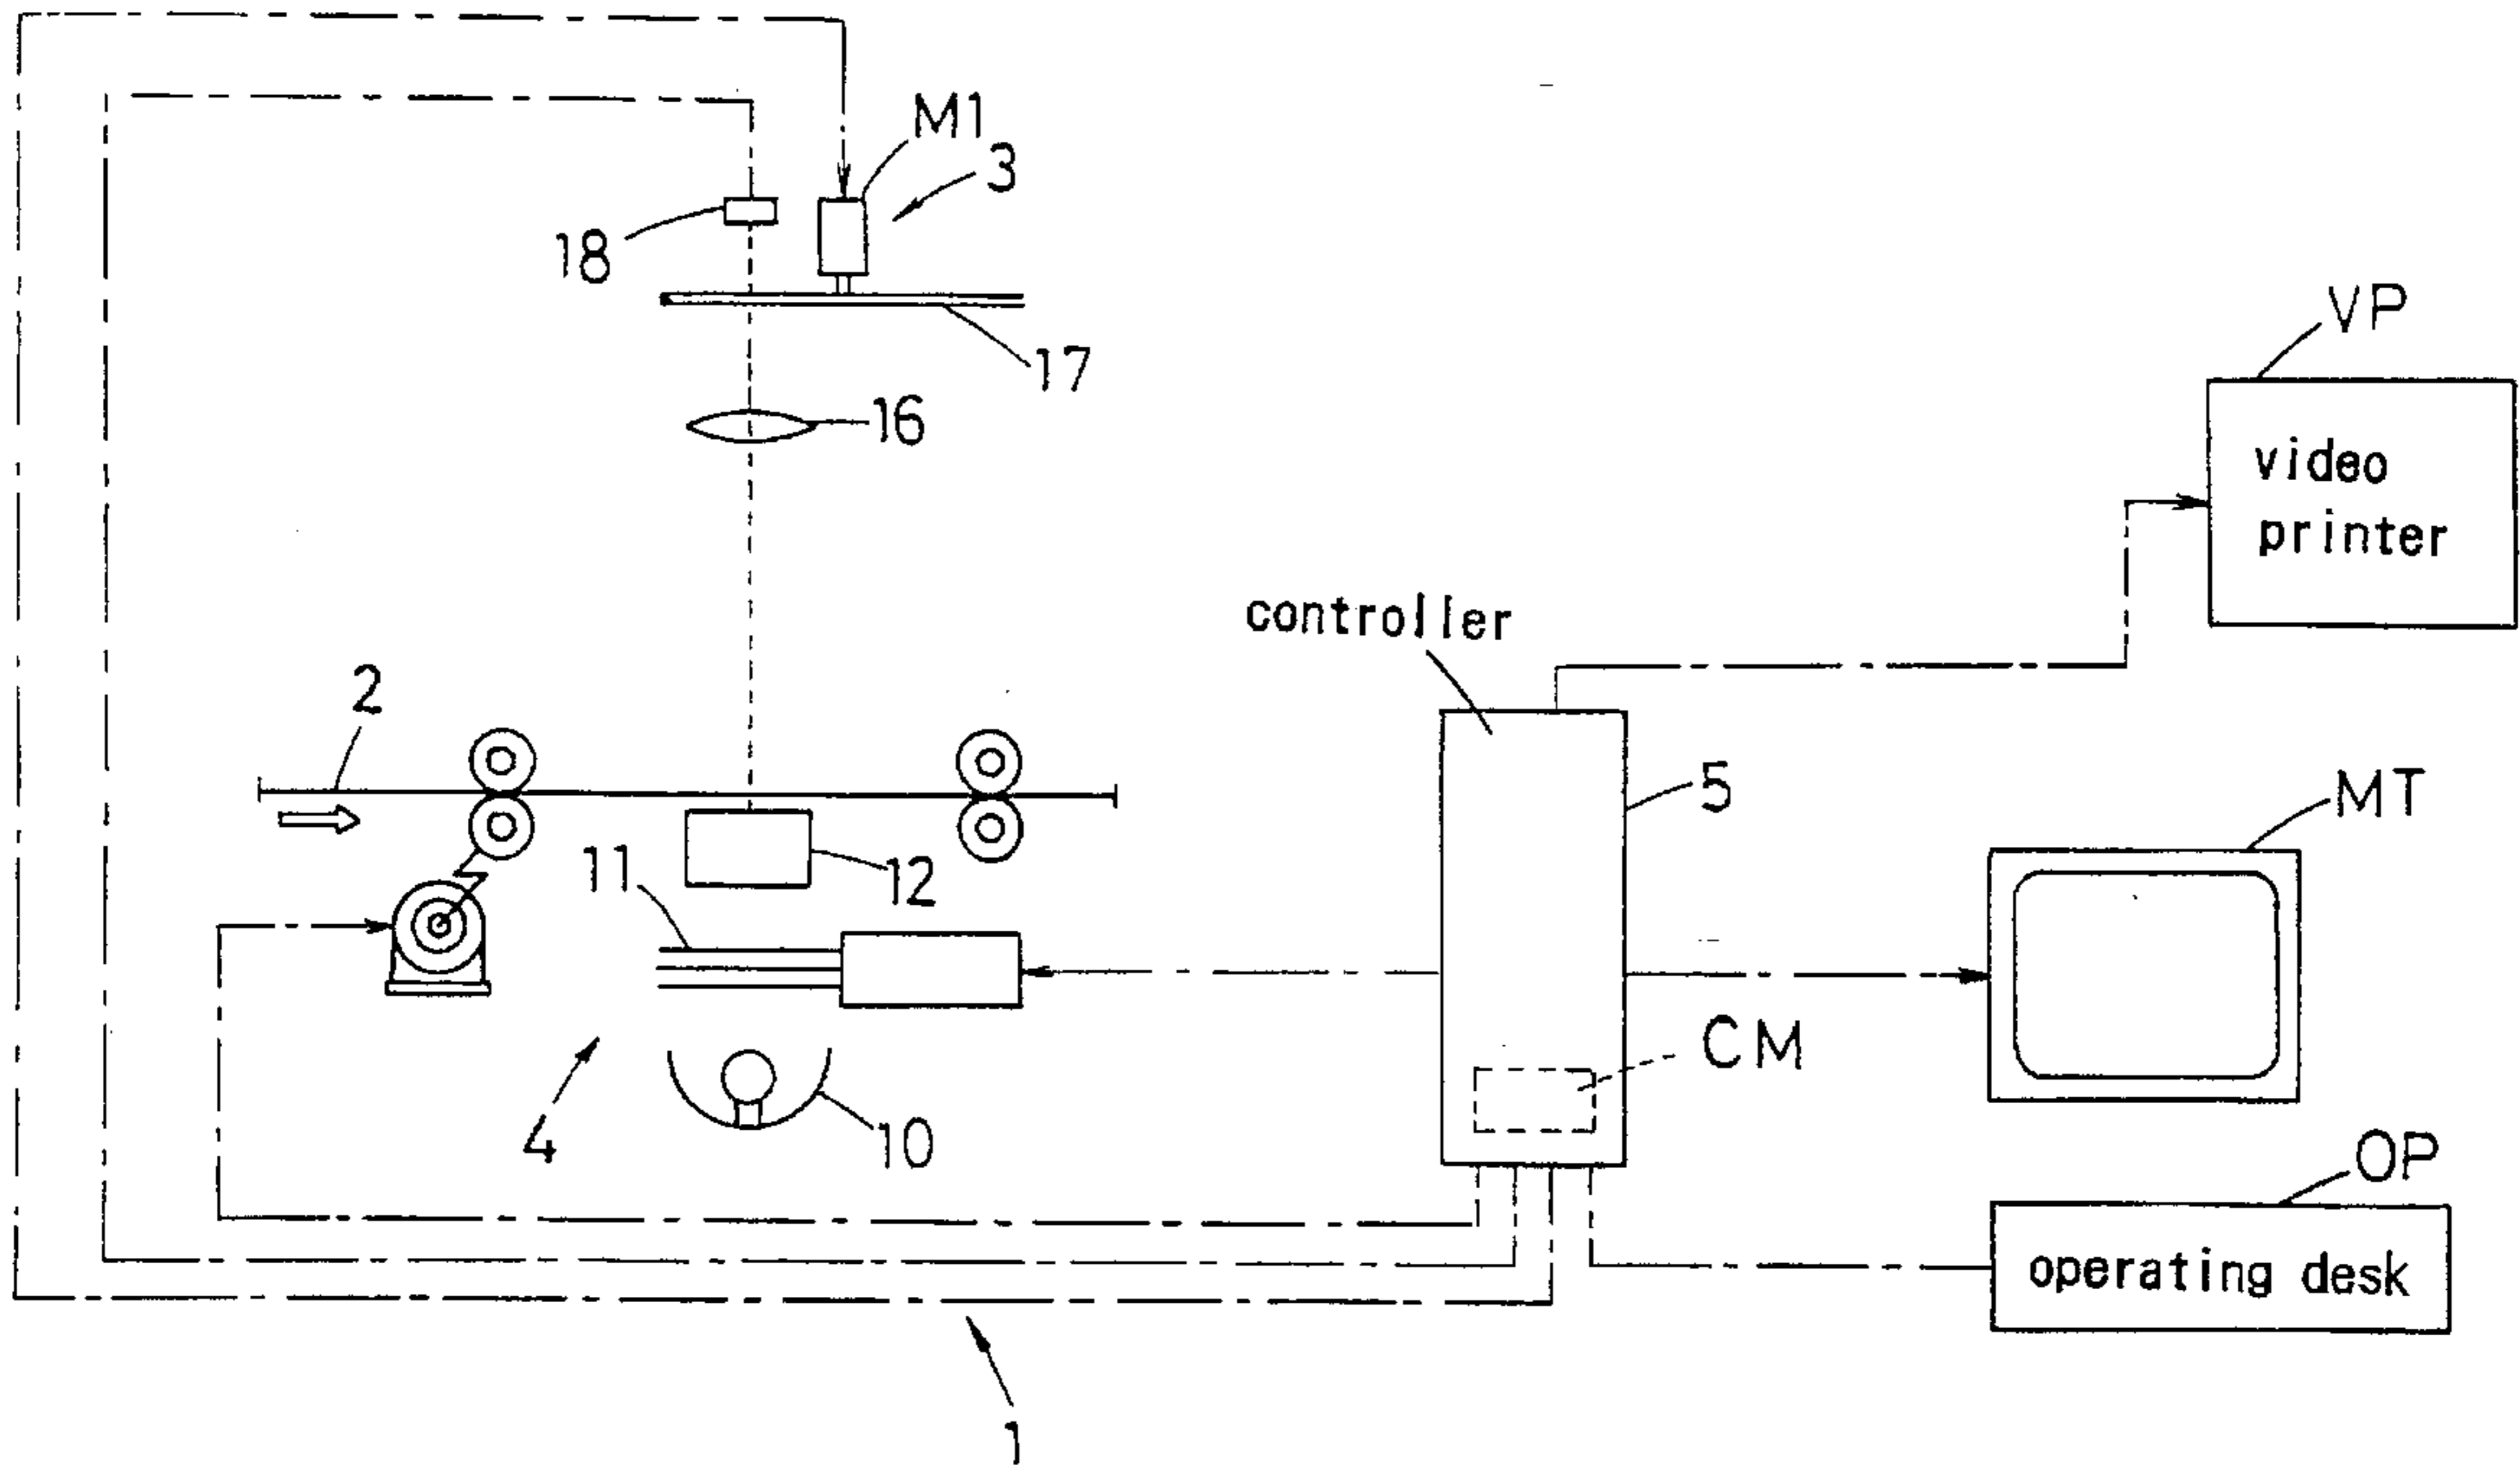 M1
3
18
17
16
VP
video
printer
controller
2
5
MT
11
12
CM
4
10
OP
operating desk
1